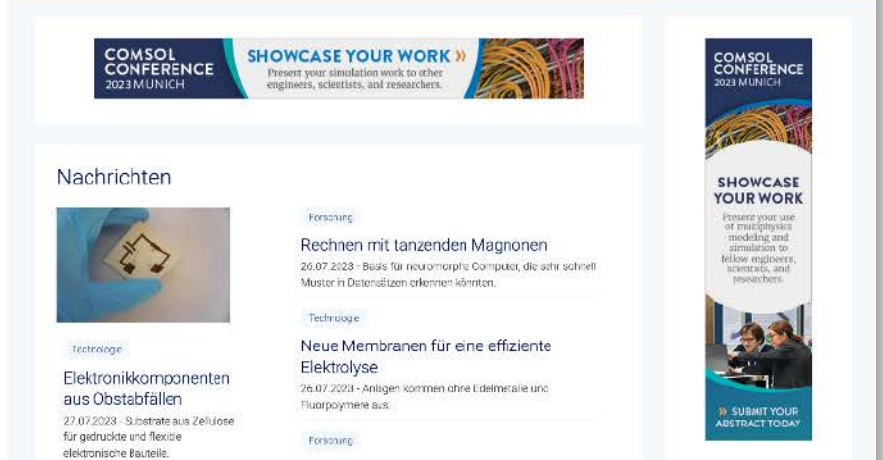 COMSOL
CONFERENCE
2023 MUNICH
SHOWCASE YOUR WORK »
Present your simulation work to other
engineers, scientists, and researchers.
Nachrichten
Technologie
Elektronikkomponenten
aus Obstabfällen
27.07.2023 - Substrate aus Zellulose
für gedruckte und flexible
elektronische Bauteile.
Forschung
Rechnen mit tanzenden Magnonen
26.07.2023 - Basis für neuromorphe Computer, die sehr schnell
Muster in Datensätzen erkennen könnten.
Technologie
Neue Membranen für eine effiziente
Elektrolyse
26.07.2023 - Anlagen kommen ohne Edelmetalle und
Fluorpolymere aus.
Forschung
COMSOL
CONFERENCE
2023 MUNICH
SHOWCASE
YOUR WORK
Present your use
of multiphysics
modeling and
simulation to
fellow engineers,
scientists, and
researchers.
» SUBMIT YOUR
ABSTRACT TODAY